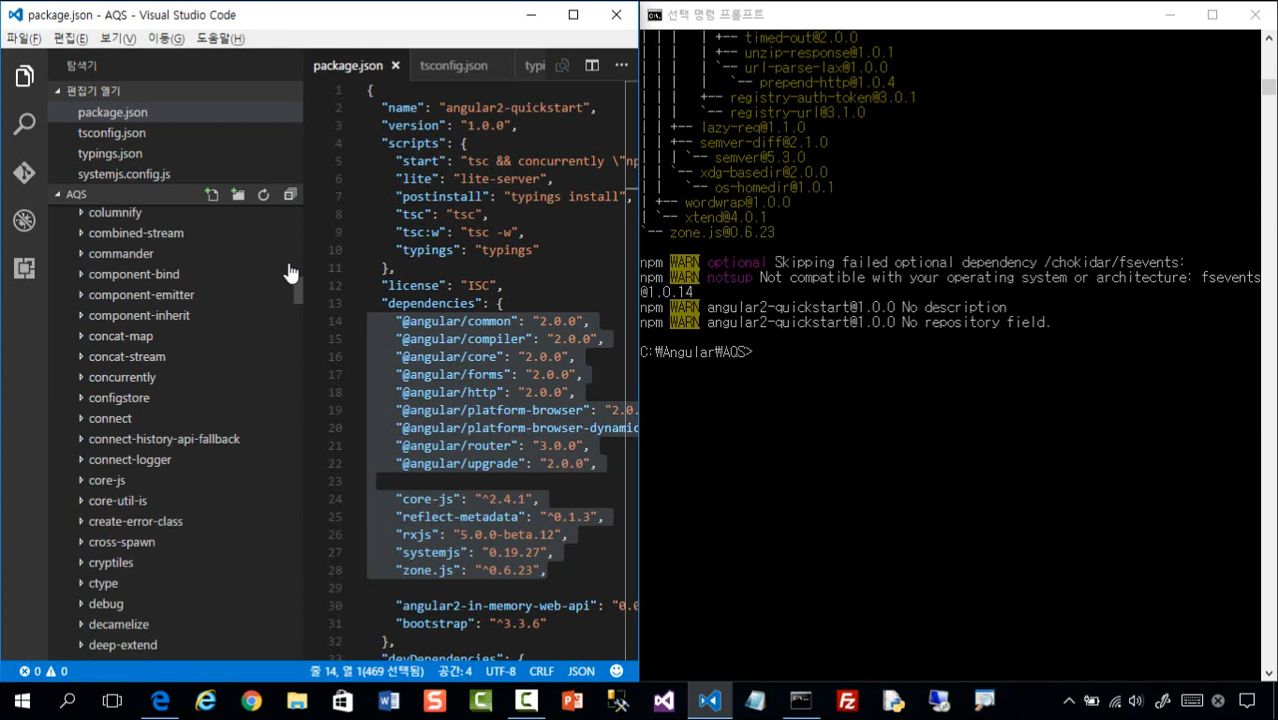 package.json - AQS - Visual Studio Code
파일(F) 편집(E) 보기(V) 이동(G) 도움말(H)
탐색기
편집기 열기
package.json
tsconfig.json
typings.json
systemjs.config.js
AQS
columnify
combined-stream
commander
component-bind
component-emitter
component-inherit
concat-map
concat-stream
concurrently
configstore
connect
connect-history-api-fallback
connect-logger
core-js
core-util-is
create-error-class
cross-spawn
cryptiles
ctype
debug
decamelize
deep-extend
package.json tsconfig.json typi
1 {
2 "name": "angular2-quickstart",
3 "version": "1.0.0",
4 "scripts": {
5 "start": "tsc && concurrently \"np
6 "lite": "lite-server",
7 "postinstall": "typings install",
8 "tsc": "tsc",
9 "tsc:w": "tsc -w",
10 "typings": "typings"
11 },
12 "license": "ISC",
13 "dependencies": {
14 "@angular/common": "2.0.0",
15 "@angular/compiler": "2.0.0",
16 "@angular/core": "2.0.0",
17 "@angular/forms": "2.0.0",
18 "@angular/http": "2.0.0",
19 "@angular/platform-browser": "2.0.
20 "@angular/platform-browser-dynamic
21 "@angular/router": "3.0.0",
22 "@angular/upgrade": "2.0.0",
23
24 "core-js": "^2.4.1",
25 "reflect-metadata": "^0.1.3",
26 "rxjs": "5.0.0-beta.12",
27 "systemjs": "0.19.27",
28 "zone.js": "^0.6.23",
29
30 "angular2-in-memory-web-api": "0.0
31 "bootstrap": "^3.3.6"
32 },
33 "devDependencies": {
0 0 줄 14, 열 1(469 선택됨) 공간: 4 UTF-8 CRLF JSON
선택 명령 프롬프트
| | | +-- timed-out@2.0.0
| | | +-- unzip-response@1.0.1
| | | `-- url-parse-lax@1.0.0
| | |   `-- prepend-http@1.0.4
| | +-- registry-auth-token@3.0.1
| | `-- registry-url@3.1.0
| +-- lazy-req@1.1.0
| +-- semver-diff@2.1.0
| | `-- semver@5.3.0
| `-- xdg-basedir@2.0.0
|   `-- os-homedir@1.0.1
| +-- wordwrap@1.0.0
| `-- xtend@4.0.1
`-- zone.js@0.6.23
npm WARN optional Skipping failed optional dependency /chokidar/fsevents:
npm WARN notsup Not compatible with your operating system or architecture: fsevents
@1.0.14
npm WARN angular2-quickstart@1.0.0 No description
npm WARN angular2-quickstart@1.0.0 No repository field.
C:₩Angular₩AQS>